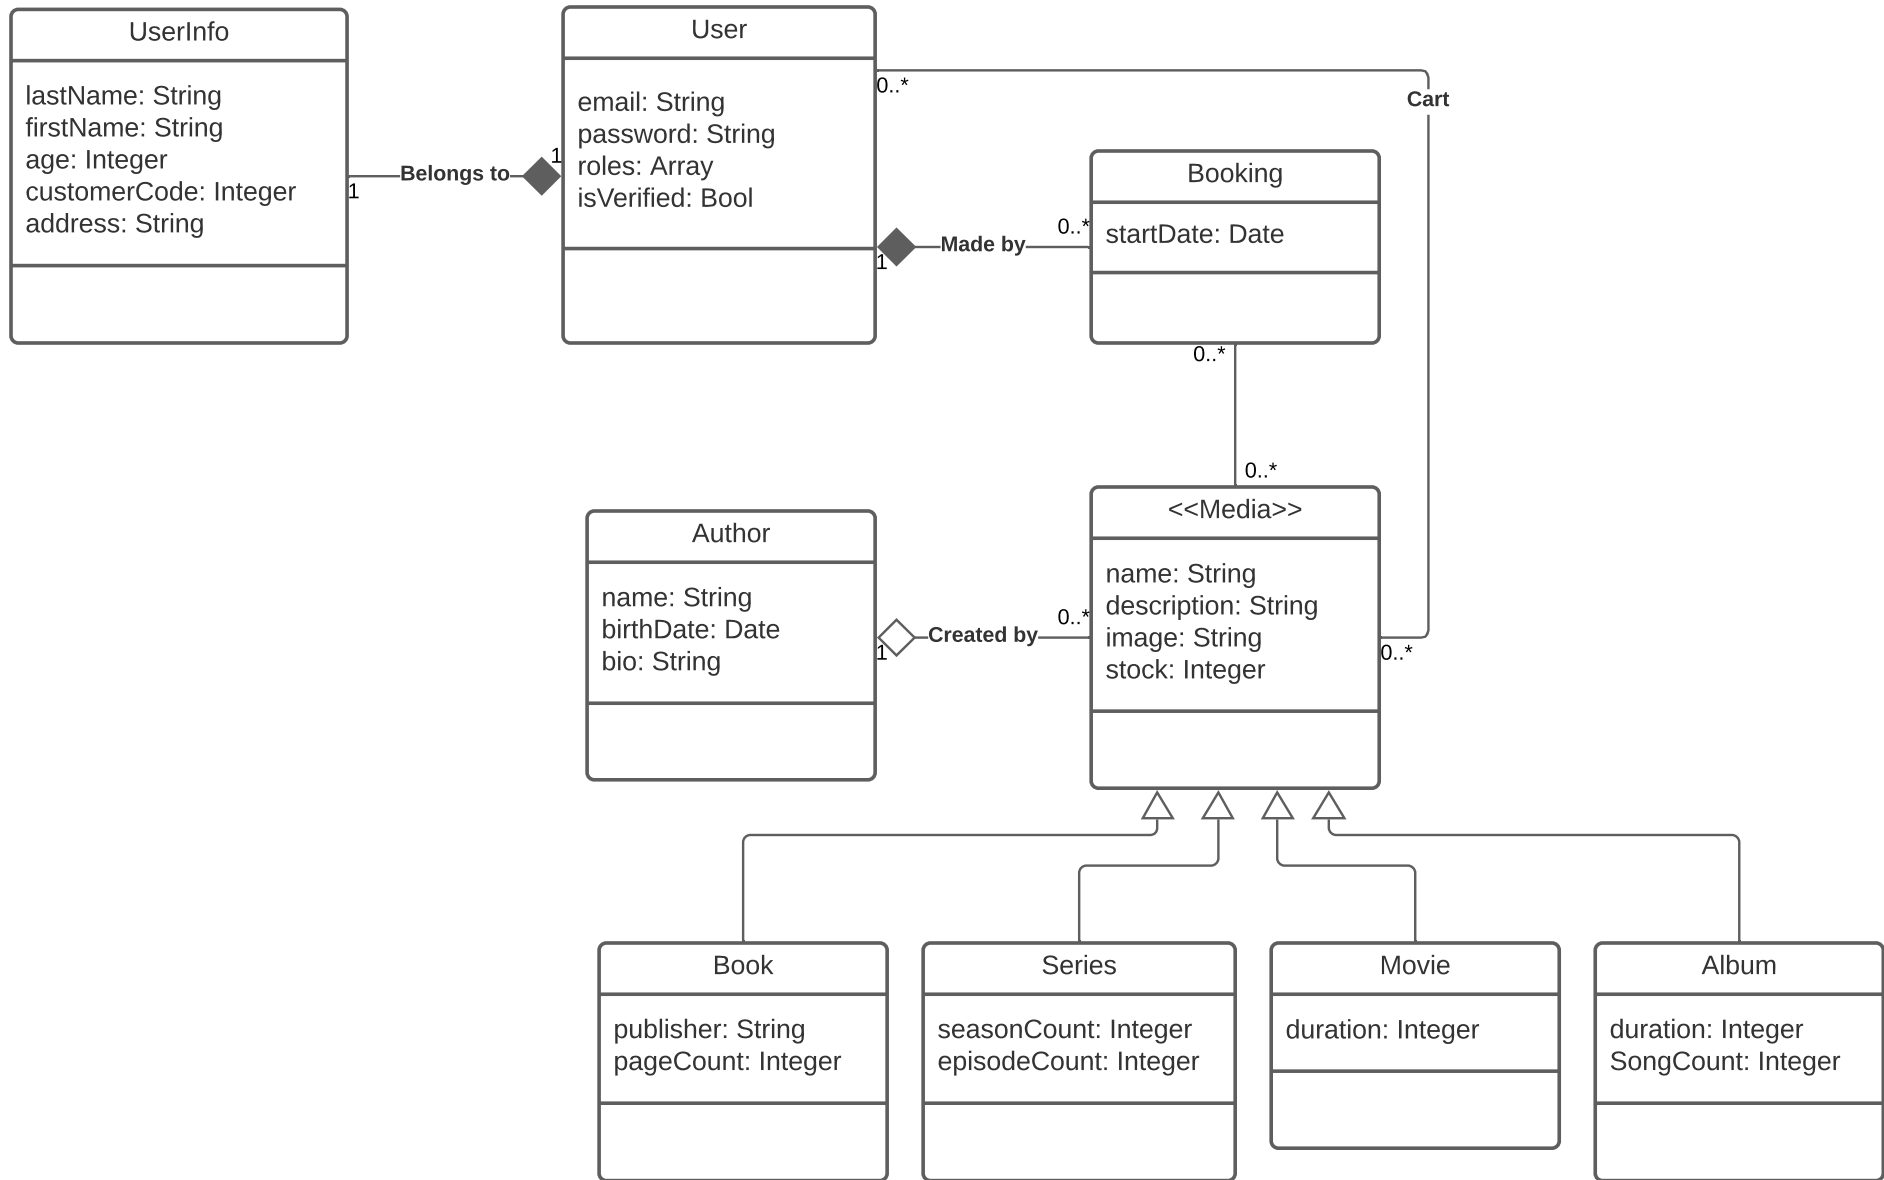 UserInfo
lastName: String
firstName: String
age: Integer
customerCode: Integer
address: String
1
Belongs to
1
User
email: String
password: String
roles: Array
isVerified: Bool
0..*
Cart
1
Made by
0..*
Booking
startDate: Date
0..*
0..*
Author
name: String
birthDate: Date
bio: String
1
Created by
0..*
<<Media>>
name: String
description: String
image: String
stock: Integer
0..*
Book
publisher: String
pageCount: Integer
Series
seasonCount: Integer
episodeCount: Integer
Movie
duration: Integer
Album
duration: Integer
SongCount: Integer